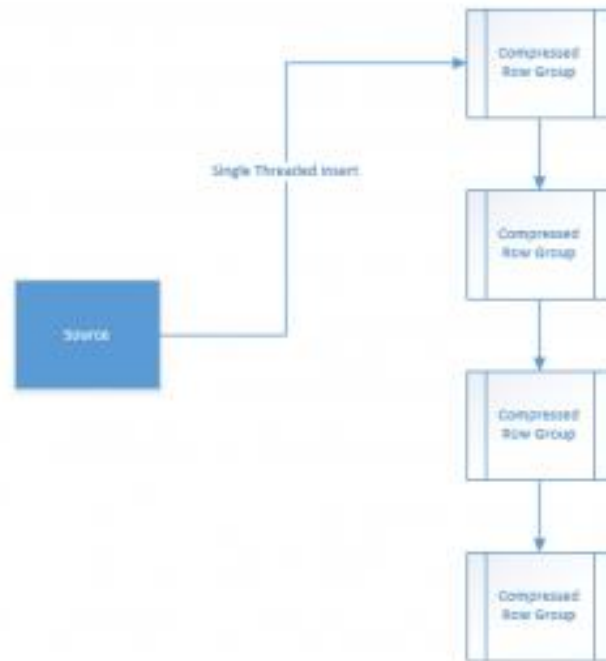 Compressed
Row Group
Single Threaded Insert
Compressed
Row Group
Source
Compressed
Row Group
Compressed
Row Group